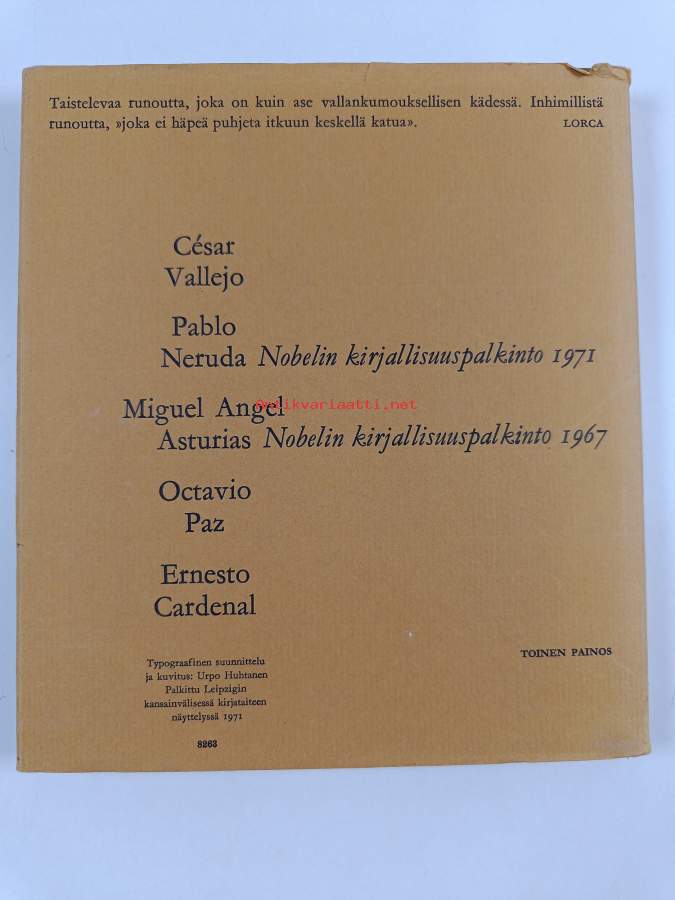 Taistelevaa runoutta, joka on kuin ase vallankumouksellisen kädessä. Inhimillistä
runoutta, »joka ei häpeä puhjeta itkuun keskellä katua». LORCA
César
Vallejo
Pablo
Neruda Nobelin kirjallisuuspalkinto 1971
Miguel Angel
Antikvariaatti.net
Asturias Nobelin kirjallisuuspalkinto 1967
Octavio
Paz
Ernesto
Cardenal
TOINEN PAINOS
Typograafinen suunnittelu
ja kuvitus: Urpo Huhtanen
Palkittu Leipzigin
kansainvälisessä kirjataiteen
näyttelyssä 1971
8263